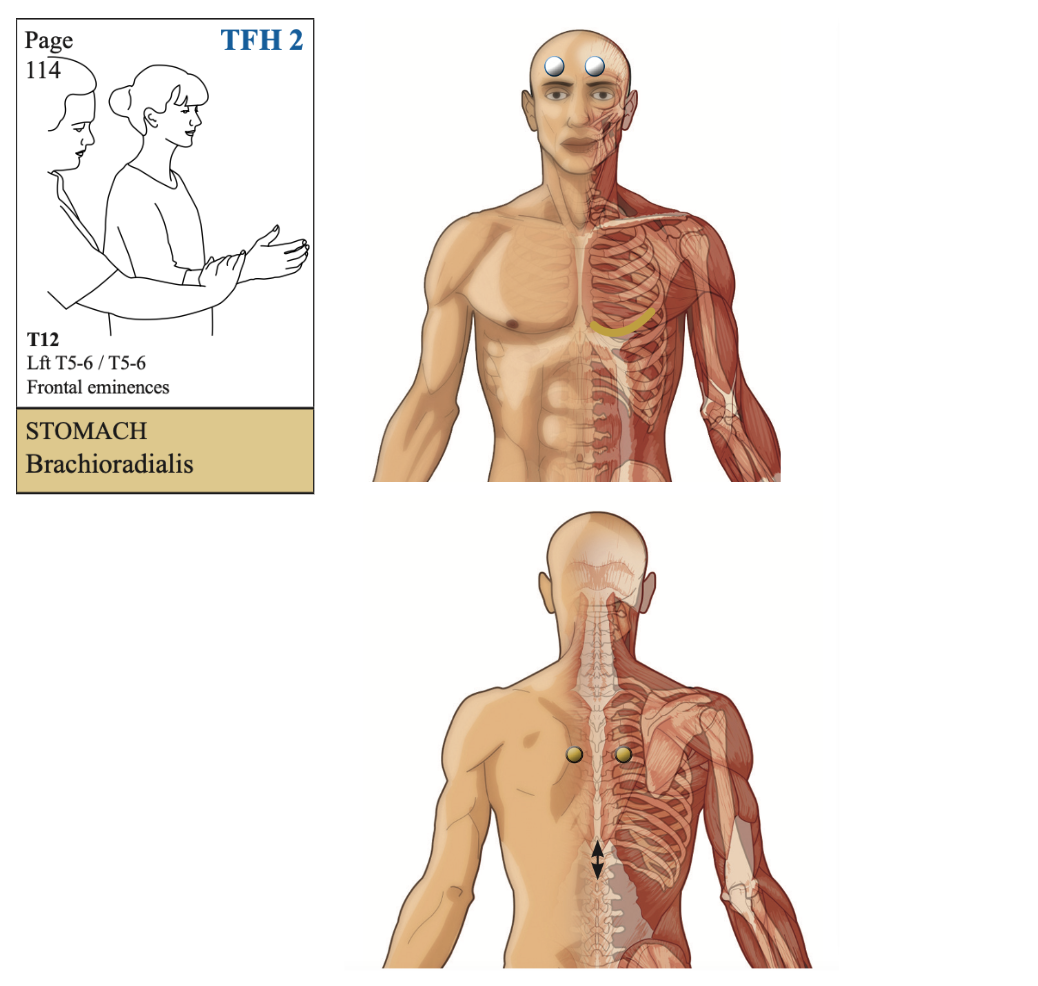 Page
TFH 2
114
T12
Lft T5-6 / T5-6
Frontal eminences
STOMACH
Brachioradialis